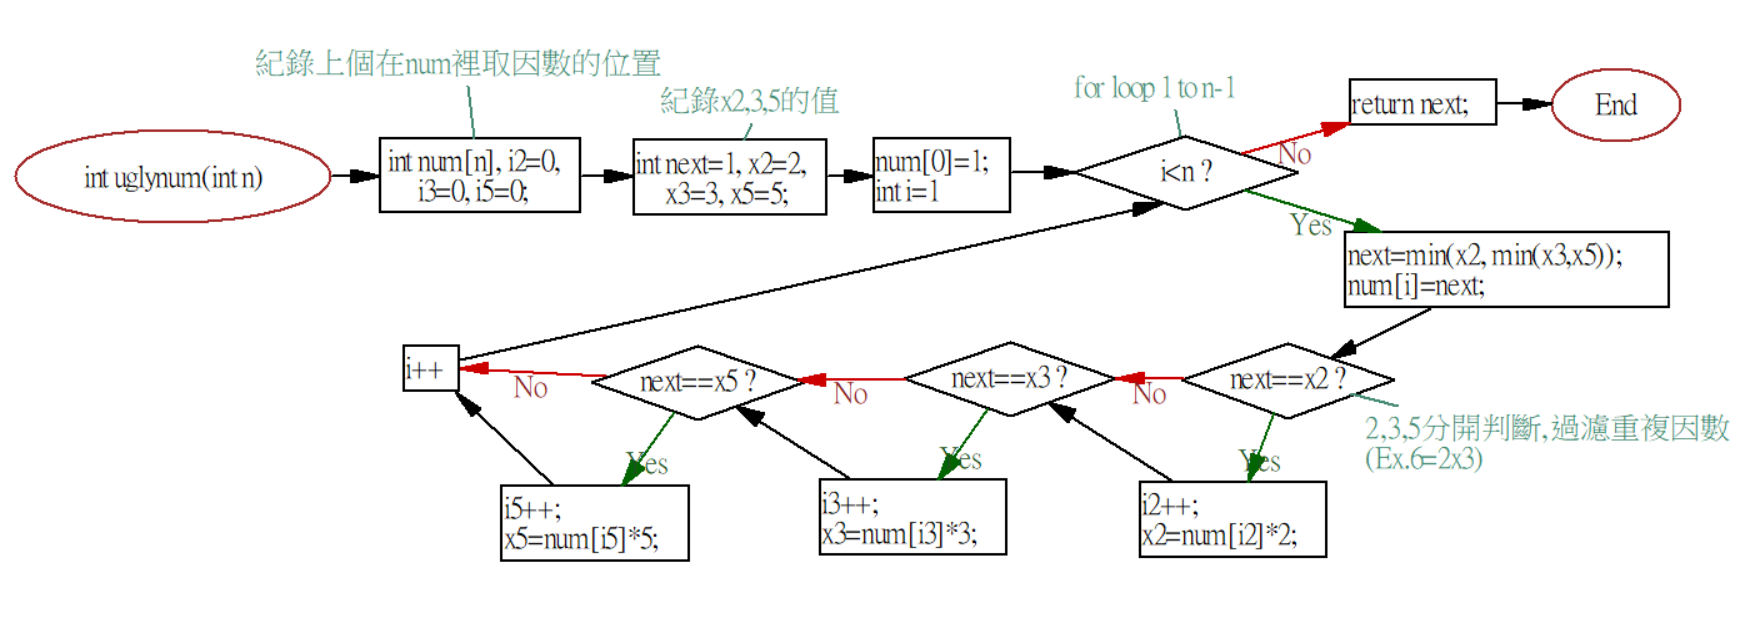 紀錄上個在num裡取因數的位置
紀錄x2,3,5的值
for loop 1 to n-1
int uglynum(int n)
int num[n], i2=0,
i3=0, i5=0;
int next=1, x2=2,
x3=3, x5=5;
num[0]=1;
int i=1
i<n ?
No
return next;
End
Yes
next=min(x2, min(x3,x5));
num[i]=next;
next==x2 ?
No
Yes
2,3,5分開判斷,過濾重複因數
(Ex.6=2x3)
i2++;
x2=num[i2]*2;
next==x3 ?
No
Yes
i3++;
x3=num[i3]*3;
next==x5 ?
No
Yes
i5++;
x5=num[i5]*5;
i++